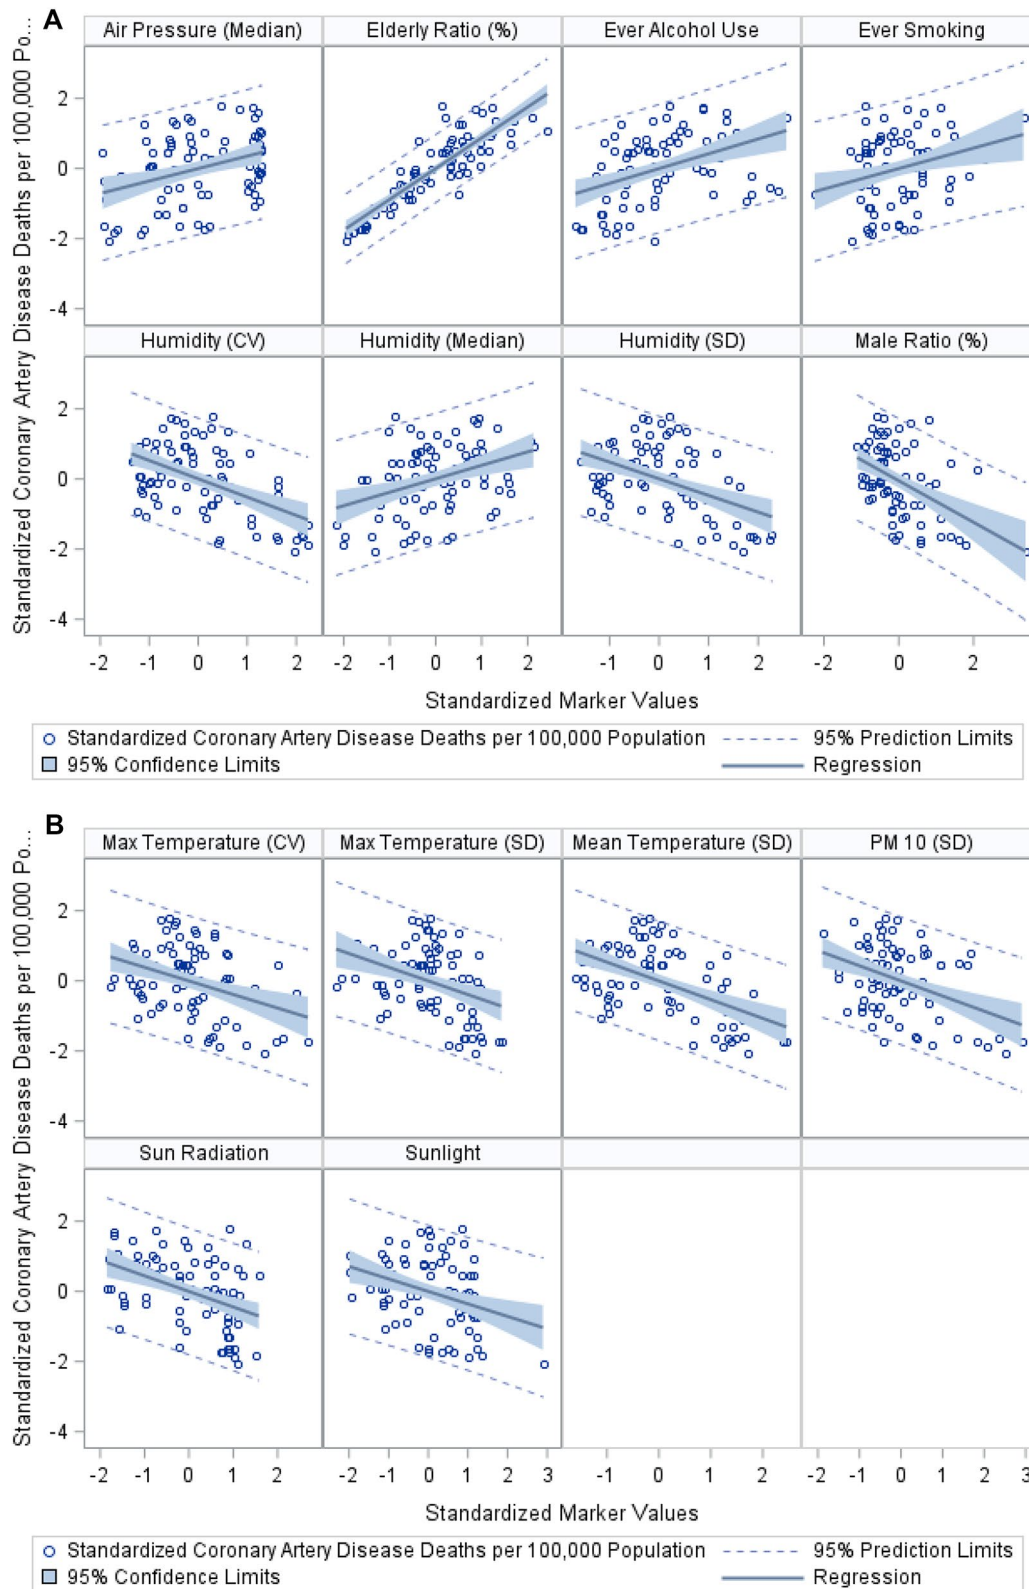 A
Air Pressure (Median) Elderly Ratio (%) Ever Alcohol Use Ever Smoking
Standardized Coronary Artery Disease Deaths per 100,000 Po...
2
0
-2
-4
Humidity (CV) Humidity (Median) Humidity (SD) Male Ratio (%)
2
0
-2
-4
-2 -1 0 1 2 -2 -1 0 1 2 -1 0 1 2 -2 0 2
Standardized Marker Values
Standardized Coronary Artery Disease Deaths per 100,000 Population 95% Prediction Limits
95% Confidence Limits Regression
B
Max Temperature (CV) Max Temperature (SD) Mean Temperature (SD) PM 10 (SD)
Standardized Coronary Artery Disease Deaths per 100,000 Po...
2
0
-2
-4
Sun Radiation Sunlight
2
0
-2
-4
-2 -1 0 1 2 -2 -1 0 1 2 3 -1 0 1 2 -2 -1 0 1 2 3
Standardized Marker Values
Standardized Coronary Artery Disease Deaths per 100,000 Population 95% Prediction Limits
95% Confidence Limits Regression